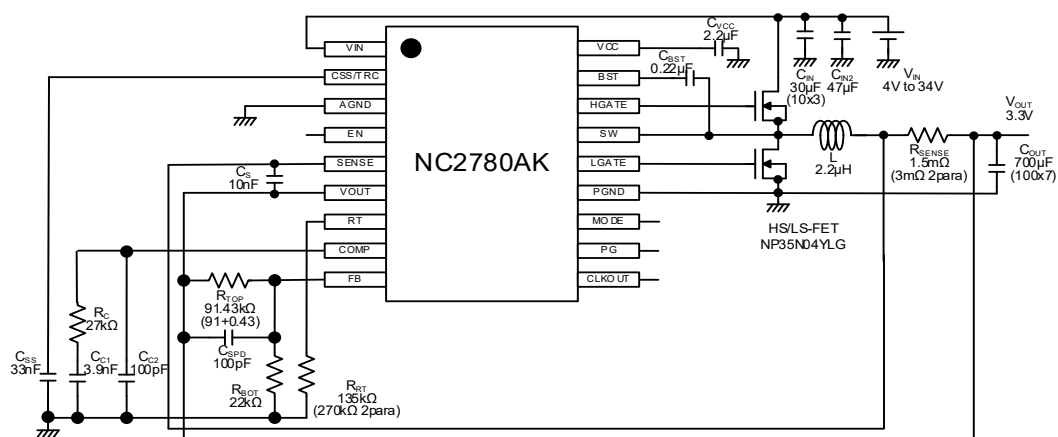 NC2780AK
VIN
CSS/TRC
AGND
EN
SENSE
VOUT
RT
COMP
FB
VCC
BST
HGATE
SW
LGATE
PGND
MODE
PG
CLKOUT
CVCC
2.2µF
CBST
0.22µF
CIN
30µF
(10x3)
CIN2
47µF
VIN
4V to 34V
VOUT
3.3V
L
2.2µH
RSENSE
1.5mΩ
(3mΩ 2para)
COUT
700µF
(100x7)
HS/LS-FET
NP35N04YLG
CS
10nF
RTOP
91.43kΩ
(91+0.43)
CSPD
100pF
RC
27kΩ
CSS
33nF
CC1
3.9nF
CC2
100pF
RBOT
22kΩ
RRT
135kΩ
(270kΩ 2para)